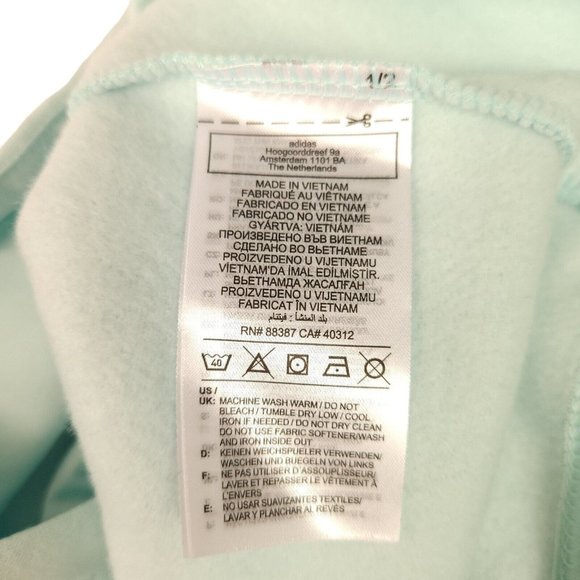 1/2
adidas
Hoogoorddreef 9a
Amsterdam 1101 BA
The Netherlands
MADE IN VIETNAM
FABRIQUÉ AU VIÊTNAM
FABRICADO EN VIETNAM
FABRICADO NO VIETNAME
GYÁRTVA: VIETNÁM
ПРОИЗВЕДЕНО ВЪВ ВИЕТНАМ
СДЕЛАНО ВО ВЬЕТНАМЕ
PROIZVEDENO U VIJETNAMU
VIETNAM'DA İMAL EDİLMİŞTİR.
ВЬЕТНАМДА ЖАСАЛҒАН
PROIZVEDENO U VIJETNAMU
FABRICAT ÎN VIETNAM
بلد المنشأ : فيتنام
RN# 88387 CA# 40312
40
US /
UK: MACHINE WASH WARM / DO NOT
BLEACH / TUMBLE DRY LOW / COOL
IRON IF NEEDED / DO NOT DRY CLEAN
DO NOT USE FABRIC SOFTENER/WASH
AND IRON INSIDE OUT
D: KEINEN WEICHSPUELER VERWENDEN/
WASCHEN UND BUEGELN VON LINKS
F: NE PAS UTILISER D'ASSOUPLISSEUR/
LAVER ET REPASSER LE VÊTEMENT À
L'ENVERS
E: NO USAR SUAVIZANTES TEXTILES/
LAVAR Y PLANCHAR AL REVÉS